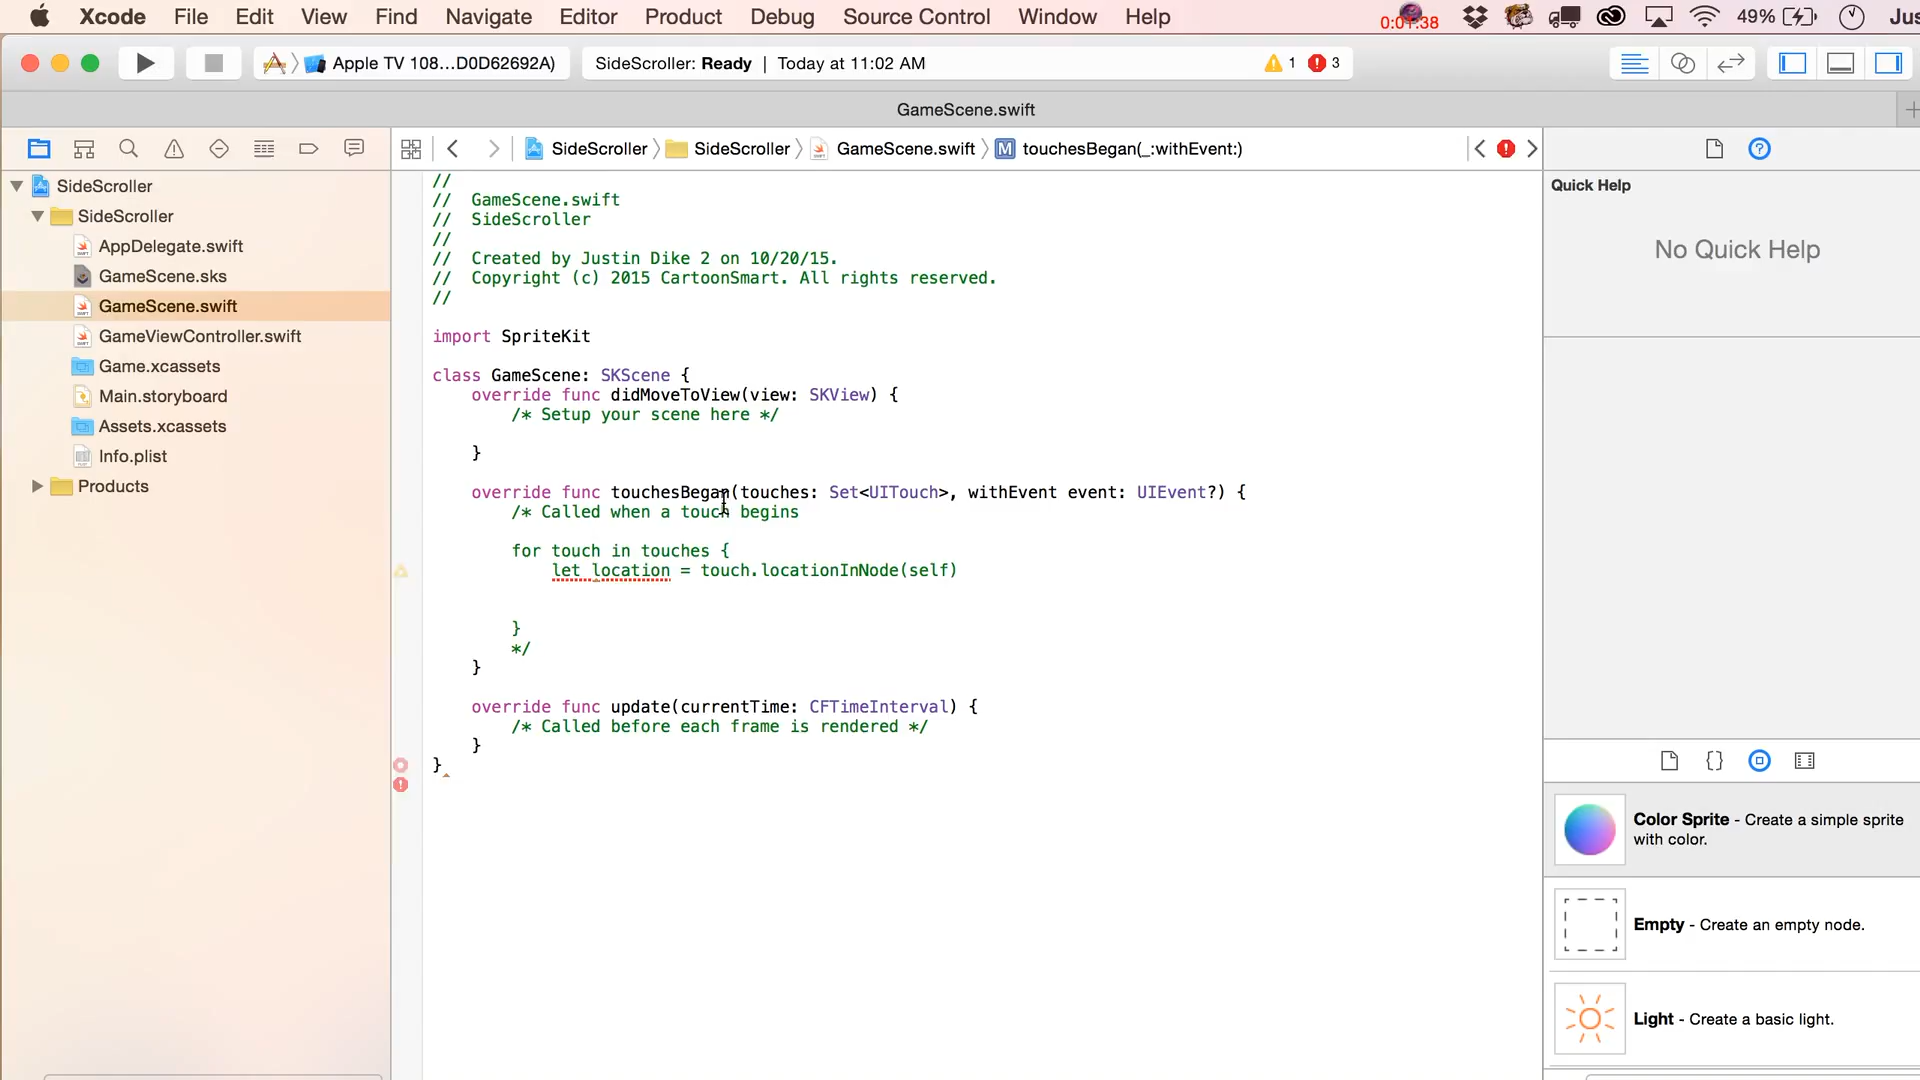 Xcode File Edit View Find Navigate Editor Product Debug Source Control Window Help 0:01:38 49% Jus
Apple TV 108...D0D62692A) SideScroller: Ready | Today at 11:02 AM 1 3
GameScene.swift
SideScroller SideScroller GameScene.swift M touchesBegan(_:withEvent:)
SideScroller
SideScroller
AppDelegate.swift
GameScene.sks
GameScene.swift
GameViewController.swift
Game.xcassets
Main.storyboard
Assets.xcassets
Info.plist
Products
//
// GameScene.swift
// SideScroller
//
// Created by Justin Dike 2 on 10/20/15.
// Copyright (c) 2015 CartoonSmart. All rights reserved.
//
import SpriteKit
class GameScene: SKScene {
override func didMoveToView(view: SKView) {
/* Setup your scene here */
}
override func touchesBegan(touches: Set<UITouch>, withEvent event: UIEvent?) {
/* Called when a touch begins
for touch in touches {
let location = touch.locationInNode(self)
}
*/
}
override func update(currentTime: CFTimeInterval) {
/* Called before each frame is rendered */
}
}
Quick Help
No Quick Help
Color Sprite - Create a simple sprite
with color.
Empty - Create an empty node.
Light - Create a basic light.